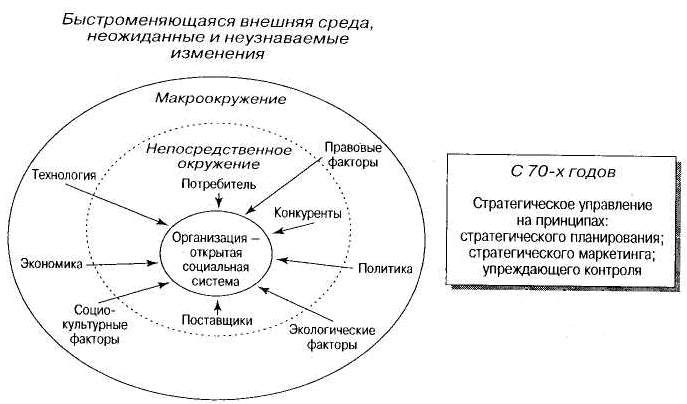 Быстроменяющаяся внешняя среда,
неожиданные и неузнаваемые
изменения
Макроокружение
Непосредственное
окружение
Правовые
факторы
Технология
Потребитель
Конкуренты
Организация –
открытая
социальная
система
Экономика
Политика
Социо-
культурные
факторы
Поставщики
Экологические
факторы
С 70-х годов
Стратегическое управление
на принципах:
стратегического планирования;
стратегического маркетинга;
упреждающего контроля